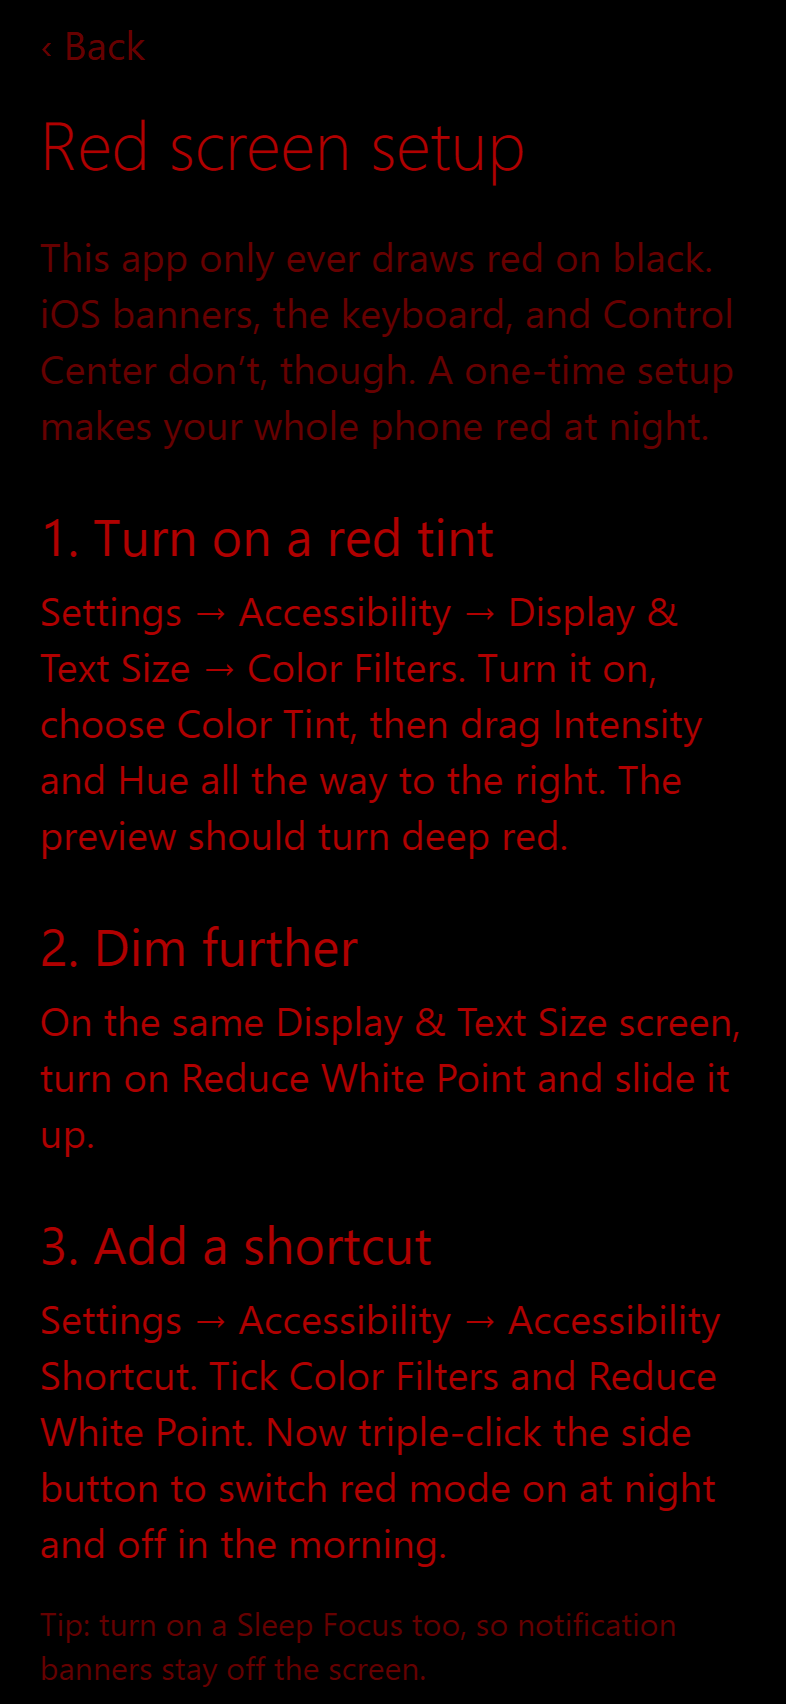 ‹ Back
Red screen setup
This app only ever draws red on black.
iOS banners, the keyboard, and Control
Center don’t, though. A one-time setup
makes your whole phone red at night.
1. Turn on a red tint
Settings → Accessibility → Display &
Text Size → Color Filters. Turn it on,
choose Color Tint, then drag Intensity
and Hue all the way to the right. The
preview should turn deep red.
2. Dim further
On the same Display & Text Size screen,
turn on Reduce White Point and slide it
up.
3. Add a shortcut
Settings → Accessibility → Accessibility
Shortcut. Tick Color Filters and Reduce
White Point. Now triple-click the side
button to switch red mode on at night
and off in the morning.
Tip: turn on a Sleep Focus too, so notification
banners stay off the screen.